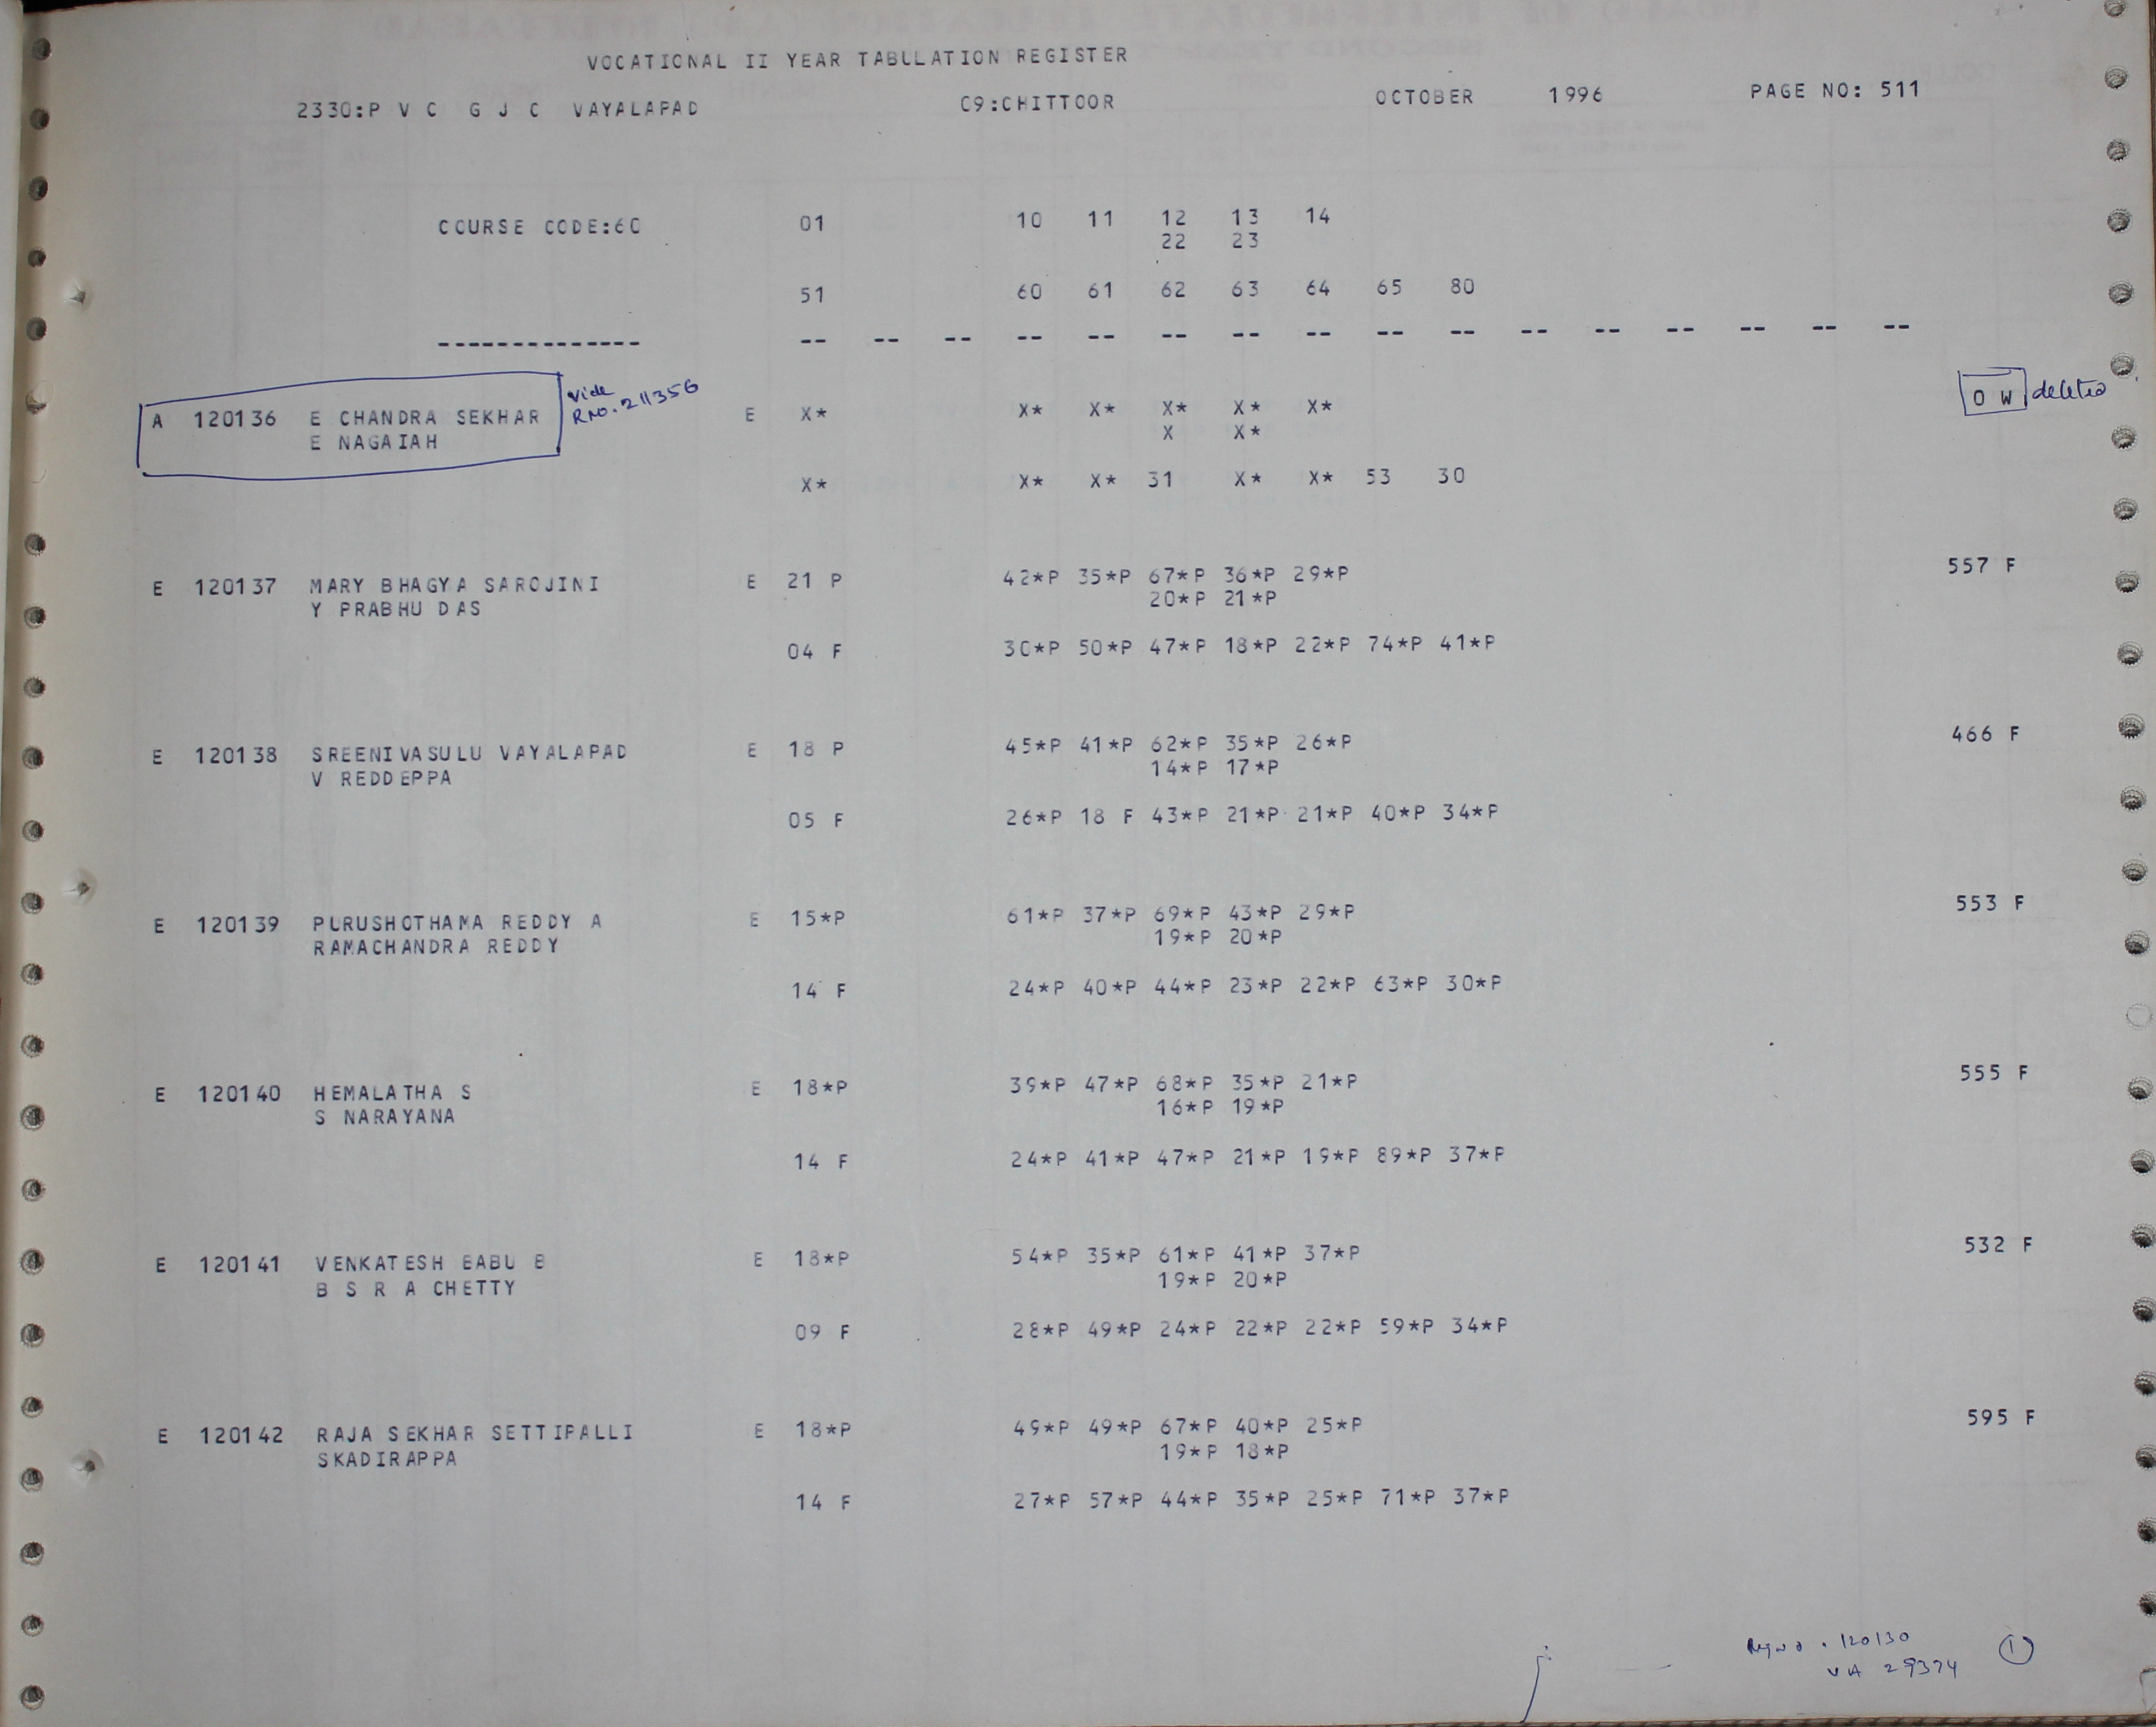 VOCATIONAL II YEAR TABULATION REGISTER
2330:P V C G J C VAYALAPAD C9:CHITTOOR OCTOBER 1996 PAGE NO: 511
COURSE CODE:60 01 10 11 12 13 14
22 23
51 60 61 62 63 64 65 80
-------------- -- -- -- -- -- -- -- -- -- -- -- -- -- -- -- --
A 120136 E CHANDRA SEKHAR vide R.No. 211356 E X* X* X* X* X* X* O W deleted
E NAGAIAH X X*
X* X* X* 31 X* X* 53 30
E 120137 MARY BHAGYA SAROJINI E 21 P 42*P 35*P 67*P 36*P 29*P 557 F
Y PRABHU DAS 20*P 21*P
04 F 30*P 50*P 47*P 18*P 22*P 74*P 41*P
E 120138 SREENIVASULU VAYALAPAD E 18 P 45*P 41*P 62*P 35*P 26*P 466 F
V REDDEPPA 14*P 17*P
05 F 26*P 18 F 43*P 21*P 21*P 40*P 34*P
E 120139 PURUSHOTHAMA REDDY A E 15*P 61*P 37*P 69*P 43*P 29*P 553 F
RAMACHANDRA REDDY 19*P 20*P
14 F 24*P 40*P 44*P 23*P 22*P 63*P 30*P
E 120140 HEMALATHA S E 18*P 39*P 47*P 68*P 35*P 21*P 555 F
S NARAYANA 16*P 19*P
14 F 24*P 41*P 47*P 21*P 19*P 89*P 37*P
E 120141 VENKATESH BABU B E 18*P 54*P 35*P 61*P 41*P 37*P 532 F
B S R A CHETTY 19*P 20*P
09 F 28*P 49*P 24*P 22*P 22*P 59*P 34*P
E 120142 RAJA SEKHAR SETTIPALLI E 18*P 49*P 49*P 67*P 40*P 25*P 595 F
SKADIRAPPA 19*P 18*P
14 F 27*P 57*P 44*P 35*P 25*P 71*P 37*P
120130 1
VA 29374